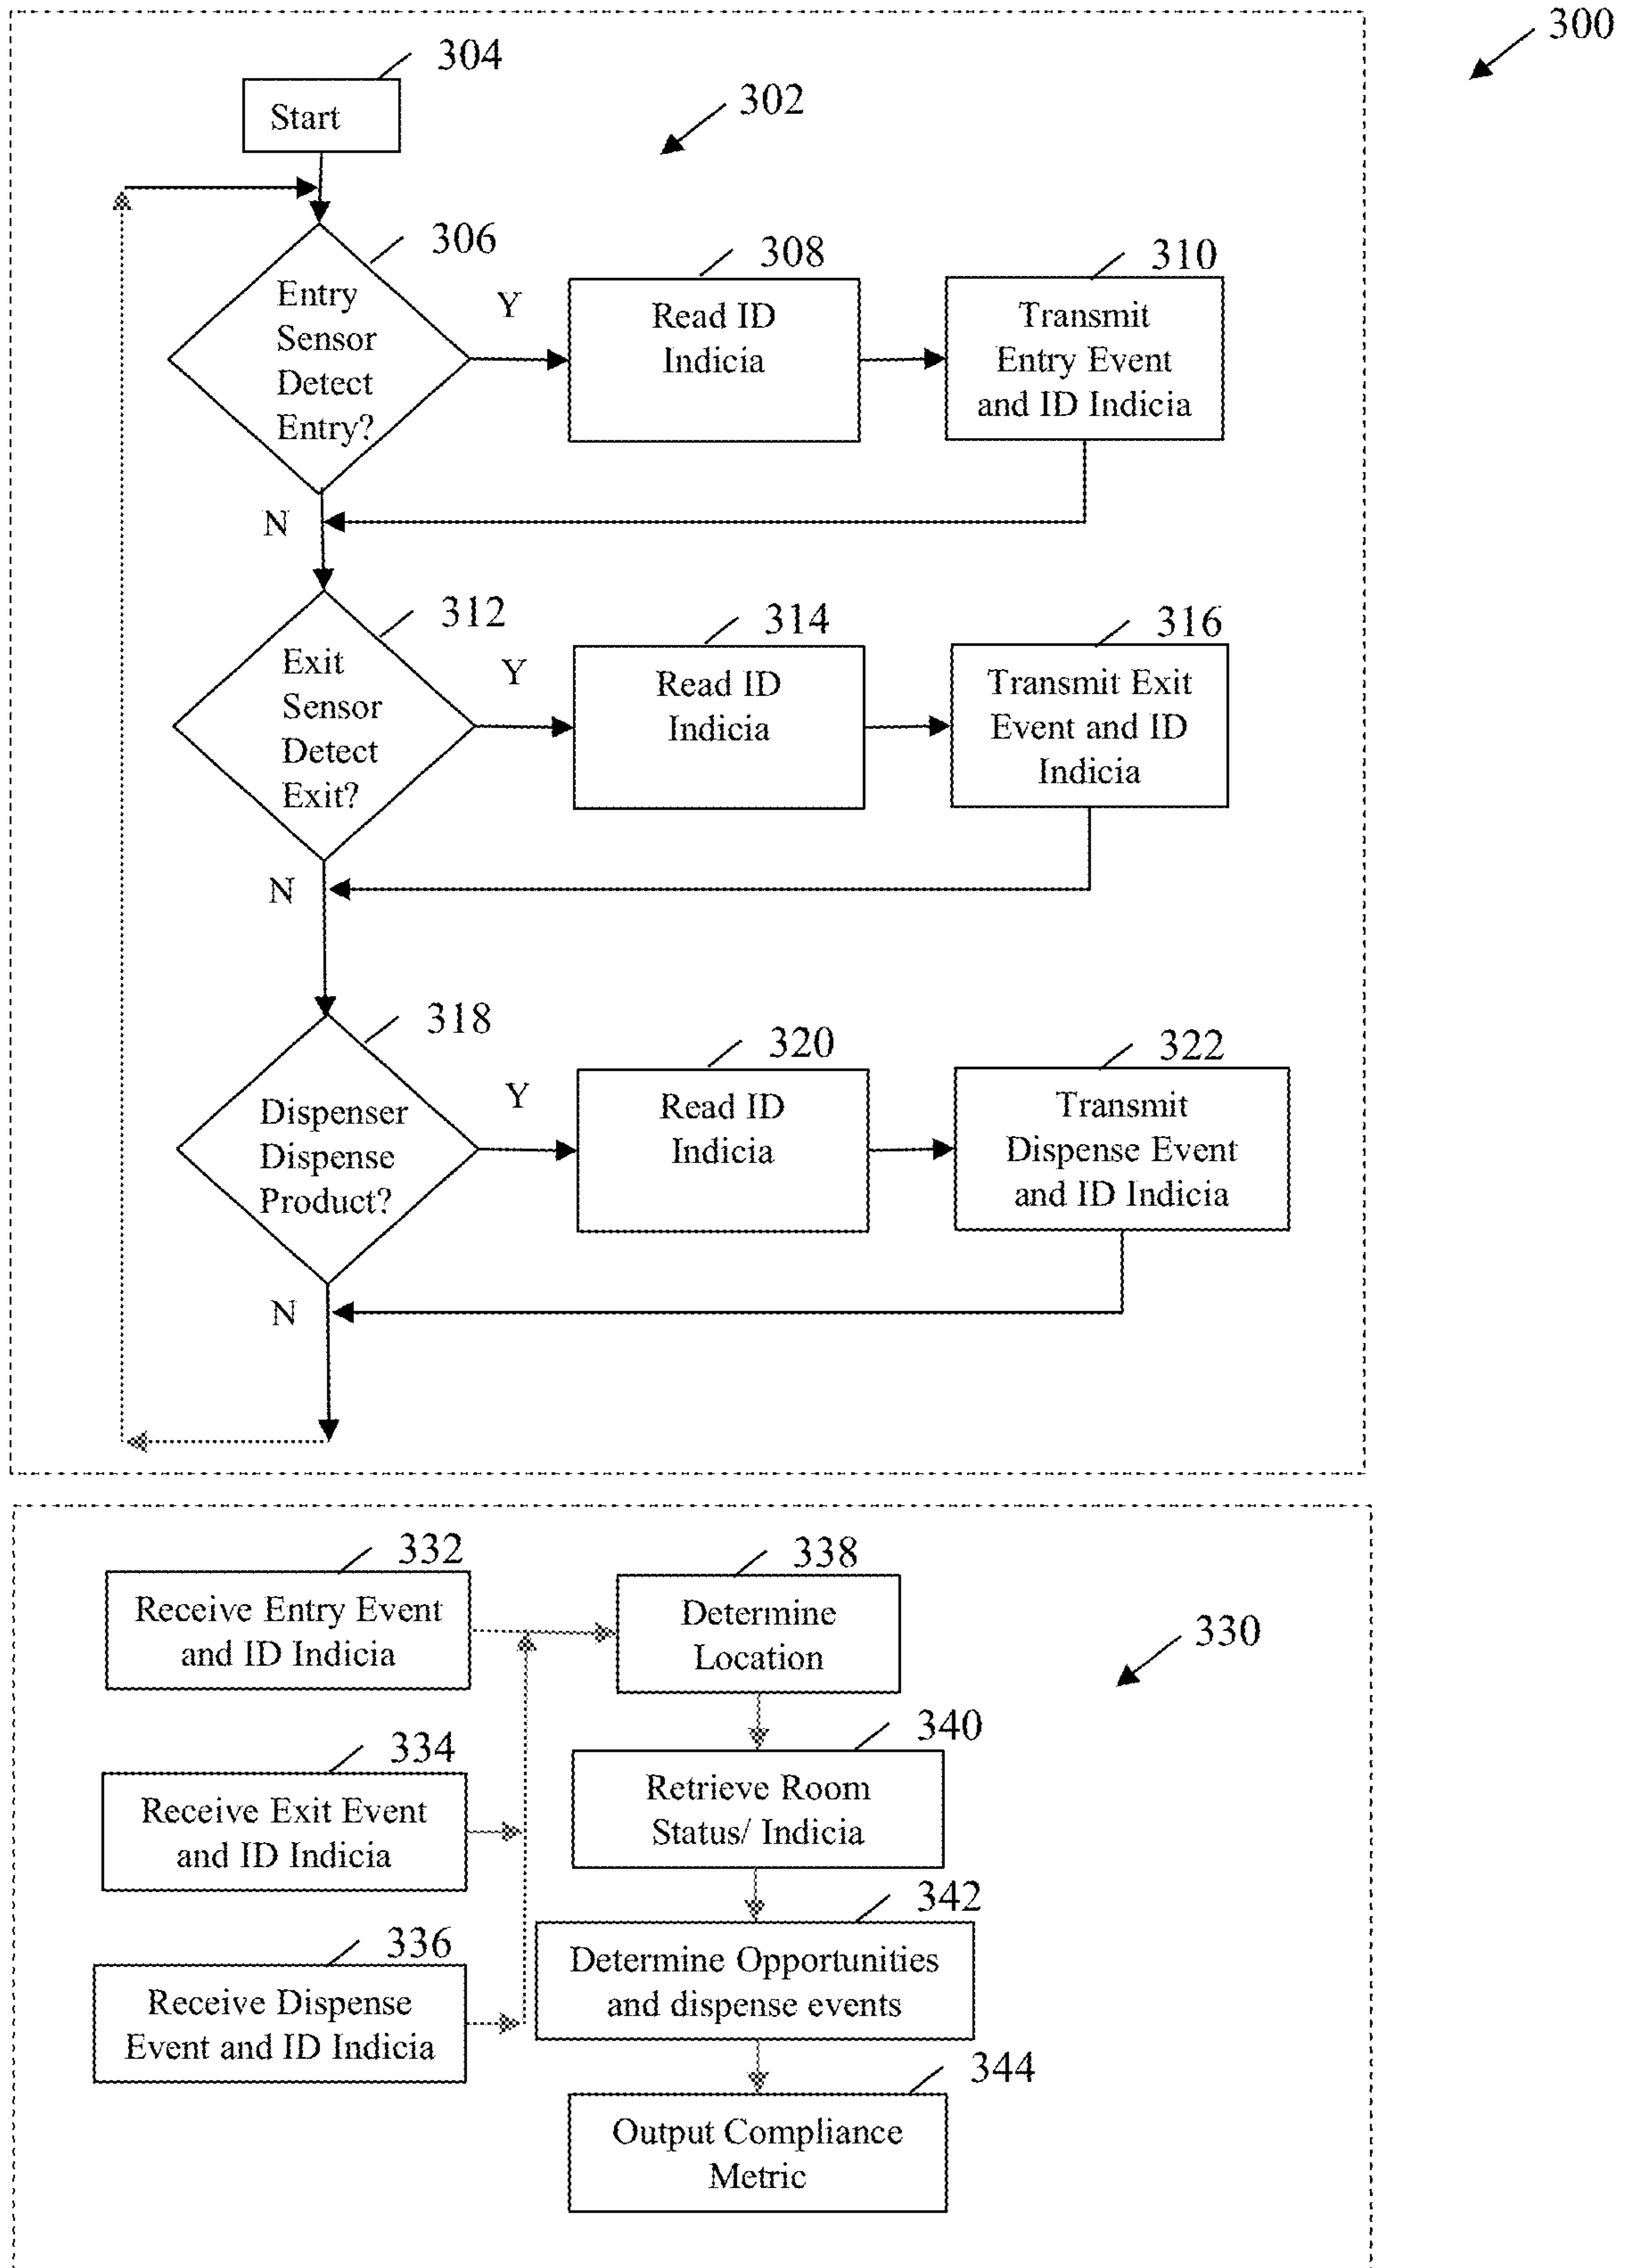 300
304
Start
302
306
Entry
Sensor
Detect
Entry?
Y
308
Read ID
Indicia
310
Transmit
Entry Event
and ID Indicia
N
312
Exit
Sensor
Detect
Exit?
Y
314
Read ID
Indicia
316
Transmit Exit
Event and ID
Indicia
N
318
Dispenser
Dispense
Product?
Y
320
Read ID
Indicia
322
Transmit
Dispense Event
and ID Indicia
N
332
Receive Entry Event
and ID Indicia
338
Determine
Location
330
334
Receive Exit Event
and ID Indicia
340
Retrieve Room
Status/ Indicia
336
Receive Dispense
Event and ID Indicia
342
Determine Opportunities
and dispense events
344
Output Compliance
Metric